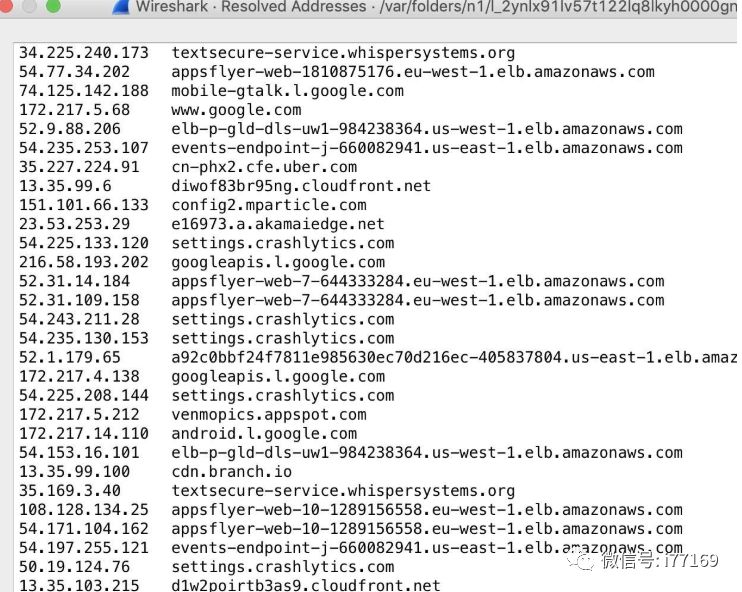 Wireshark · Resolved Addresses · /var/folders/n1/l_2ynlx91lv57t122lq8lkyh0000gn
34.225.240.173 textsecure-service.whispersystems.org
54.77.34.202 appsflyer-web-1810875176.eu-west-1.elb.amazonaws.com
74.125.142.188 mobile-gtalk.l.google.com
172.217.5.68 www.google.com
52.9.88.206 elb-p-gld-dls-uw1-984238364.us-west-1.elb.amazonaws.com
54.235.253.107 events-endpoint-j-660082941.us-east-1.elb.amazonaws.com
35.227.224.91 cn-phx2.cfe.uber.com
13.35.99.6 diwof83br95ng.cloudfront.net
151.101.66.133 config2.mparticle.com
23.53.253.29 e16973.a.akamaiedge.net
54.225.133.120 settings.crashlytics.com
216.58.193.202 googleapis.l.google.com
52.31.14.184 appsflyer-web-7-644333284.eu-west-1.elb.amazonaws.com
52.31.109.158 appsflyer-web-7-644333284.eu-west-1.elb.amazonaws.com
54.243.211.28 settings.crashlytics.com
54.235.130.153 settings.crashlytics.com
52.1.179.65 a92c0bbf24f7811e985630ec70d216ec-405837804.us-east-1.elb.amaz
172.217.4.138 googleapis.l.google.com
54.225.208.144 settings.crashlytics.com
172.217.5.212 venmopics.appspot.com
172.217.14.110 android.l.google.com
54.153.16.101 elb-p-gld-dls-uw1-984238364.us-west-1.elb.amazonaws.com
13.35.99.100 cdn.branch.io
35.169.3.40 textsecure-service.whispersystems.org
108.128.134.25 appsflyer-web-10-1289156558.eu-west-1.elb.amazonaws.com
54.171.104.162 appsflyer-web-10-1289156558.eu-west-1.elb.amazonaws.com
54.197.255.121 events-endpoint-j-660082941.us-east-1.elb.amazonaws.com
50.19.124.76 settings.crashlytics.com
微信号: i77169
13.35.103.215 d1w2poirtb3as9.cloudfront.net